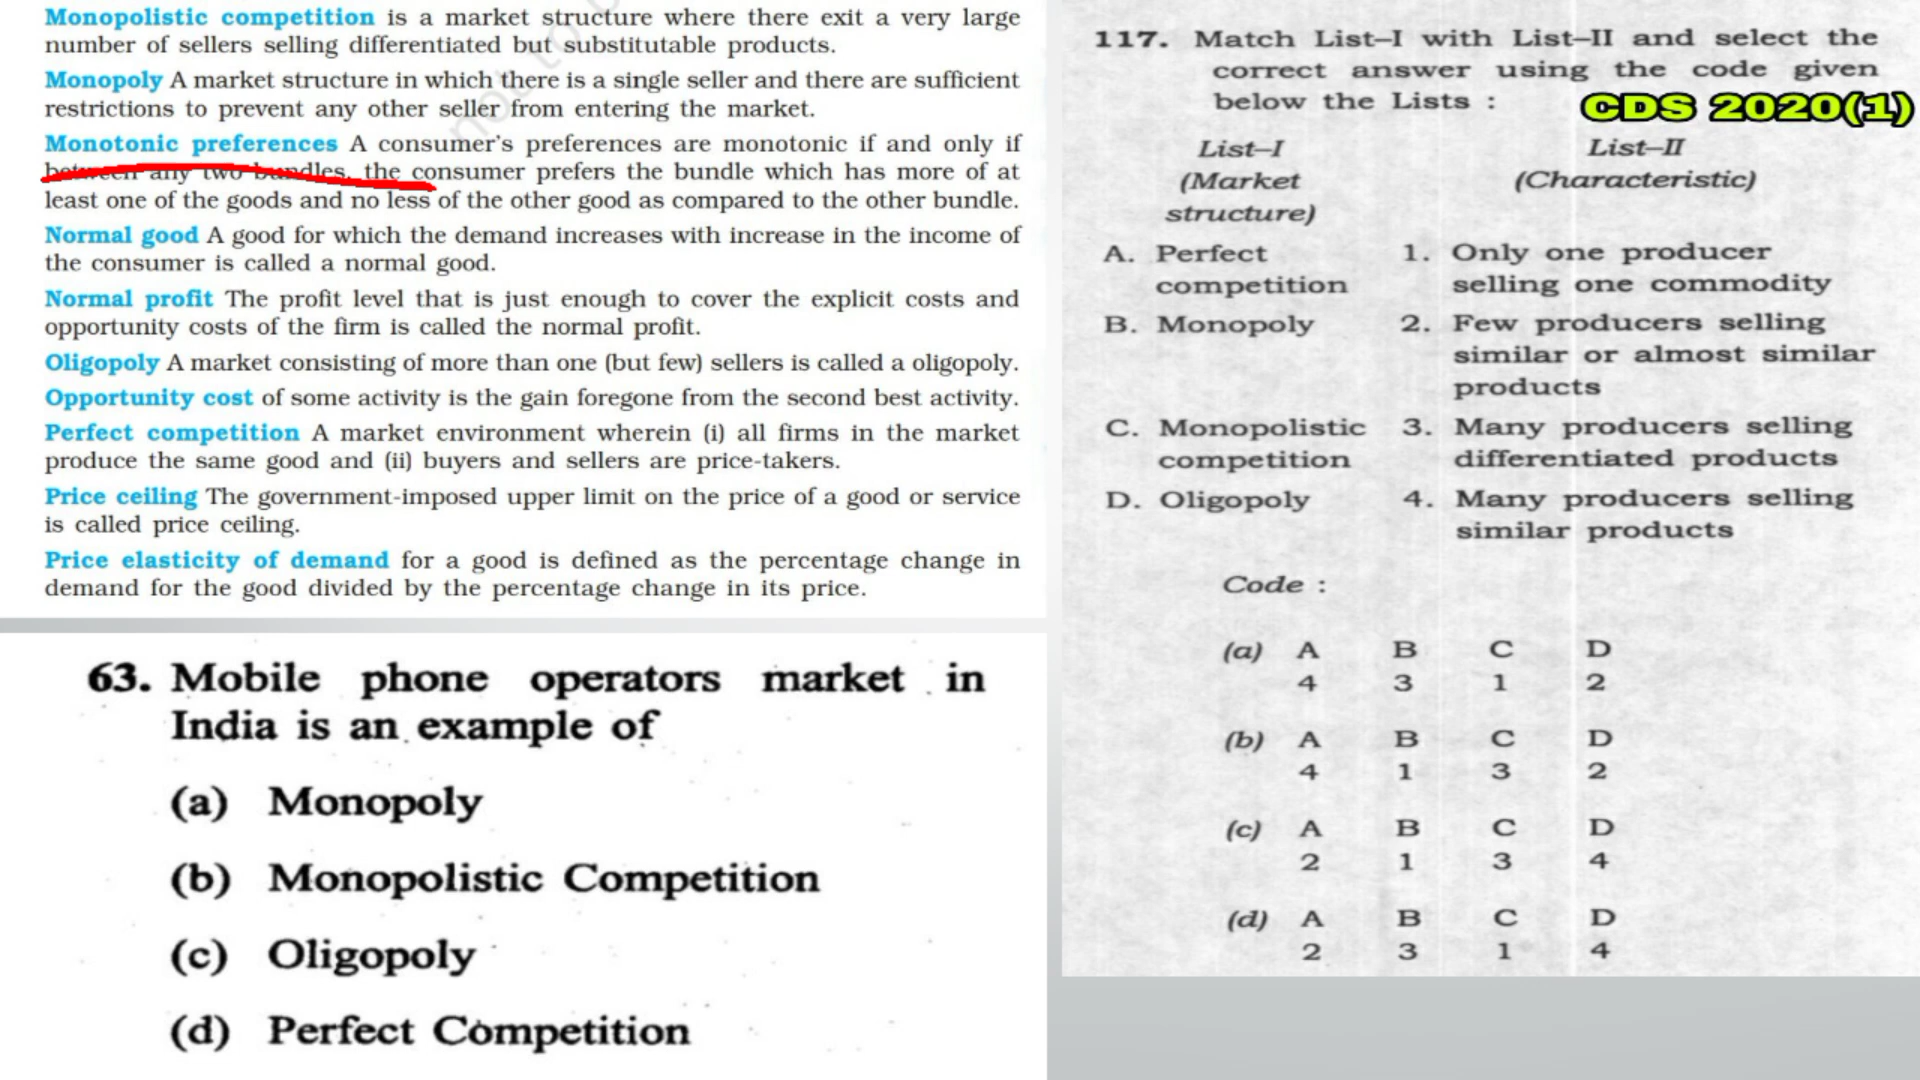 Monopolistic competition is a market structure where there exit a very large
number of sellers selling differentiated but substitutable products.
Monopoly A market structure in which there is a single seller and there are sufficient
restrictions to prevent any other seller from entering the market.
Monotonic preferences A consumer's preferences are monotonic if and only if
between any two bundles, the consumer prefers the bundle which has more of at
least one of the goods and no less of the other good as compared to the other bundle.
Normal good A good for which the demand increases with increase in the income of
the consumer is called a normal good.
Normal profit The profit level that is just enough to cover the explicit costs and
opportunity costs of the firm is called the normal profit.
Oligopoly A market consisting of more than one (but few) sellers is called a oligopoly.
Opportunity cost of some activity is the gain foregone from the second best activity.
Perfect competition A market environment wherein (i) all firms in the market
produce the same good and (ii) buyers and sellers are price-takers.
Price ceiling The government-imposed upper limit on the price of a good or service
is called price ceiling.
Price elasticity of demand for a good is defined as the percentage change in
demand for the good divided by the percentage change in its price.
not to
63. Mobile phone operators market in
India is an example of
(a) Monopoly
(b) Monopolistic Competition
(c) Oligopoly
(d) Perfect Competition
117. Match List-I with List-II and select the
correct answer using the code given
below the Lists :
CDS 2020(1)
List-I List-II
(Market (Characteristic)
structure)
A. Perfect 1. Only one producer
competition selling one commodity
B. Monopoly 2. Few producers selling
similar or almost similar
products
C. Monopolistic 3. Many producers selling
competition differentiated products
D. Oligopoly 4. Many producers selling
similar products
Code :
(a) A B C D
4 3 1 2
(b) A B C D
4 1 3 2
(c) A B C D
2 1 3 4
(d) A B C D
2 3 1 4